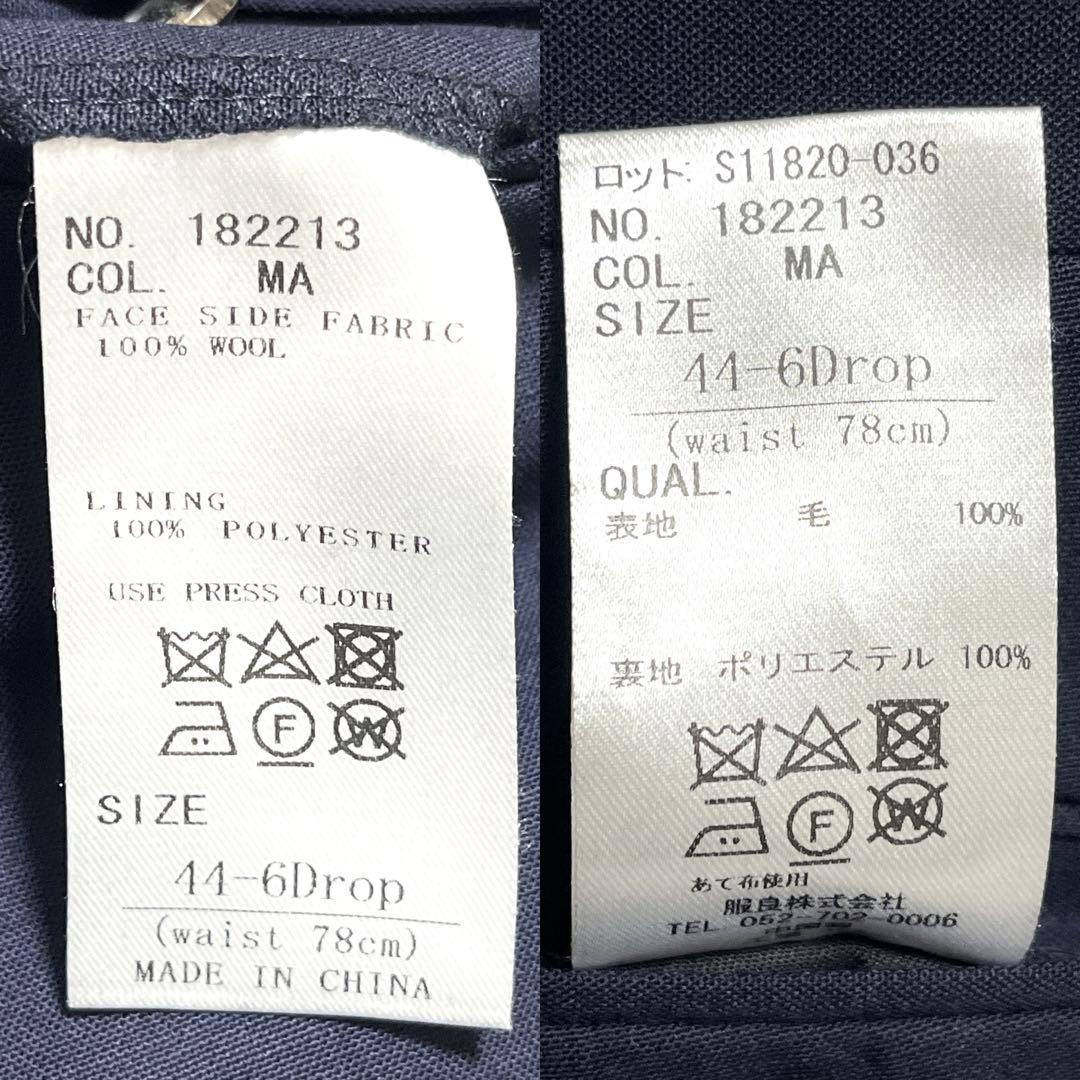 NO. 182213
COL. MA
FACE SIDE FABRIC
100% WOOL
LINING
100% POLYESTER
USE PRESS CLOTH
F
W
SIZE
44-6Drop
(waist 78cm)
MADE IN CHINA
ロット: S11820-036
NO. 182213
COL. MA
SIZE
44-6Drop
(waist 78cm)
QUAL.
表地 毛 100%
裏地 ポリエステル 100%
F
W
あて布使用
服良株式会社
TEL 052-702-0006